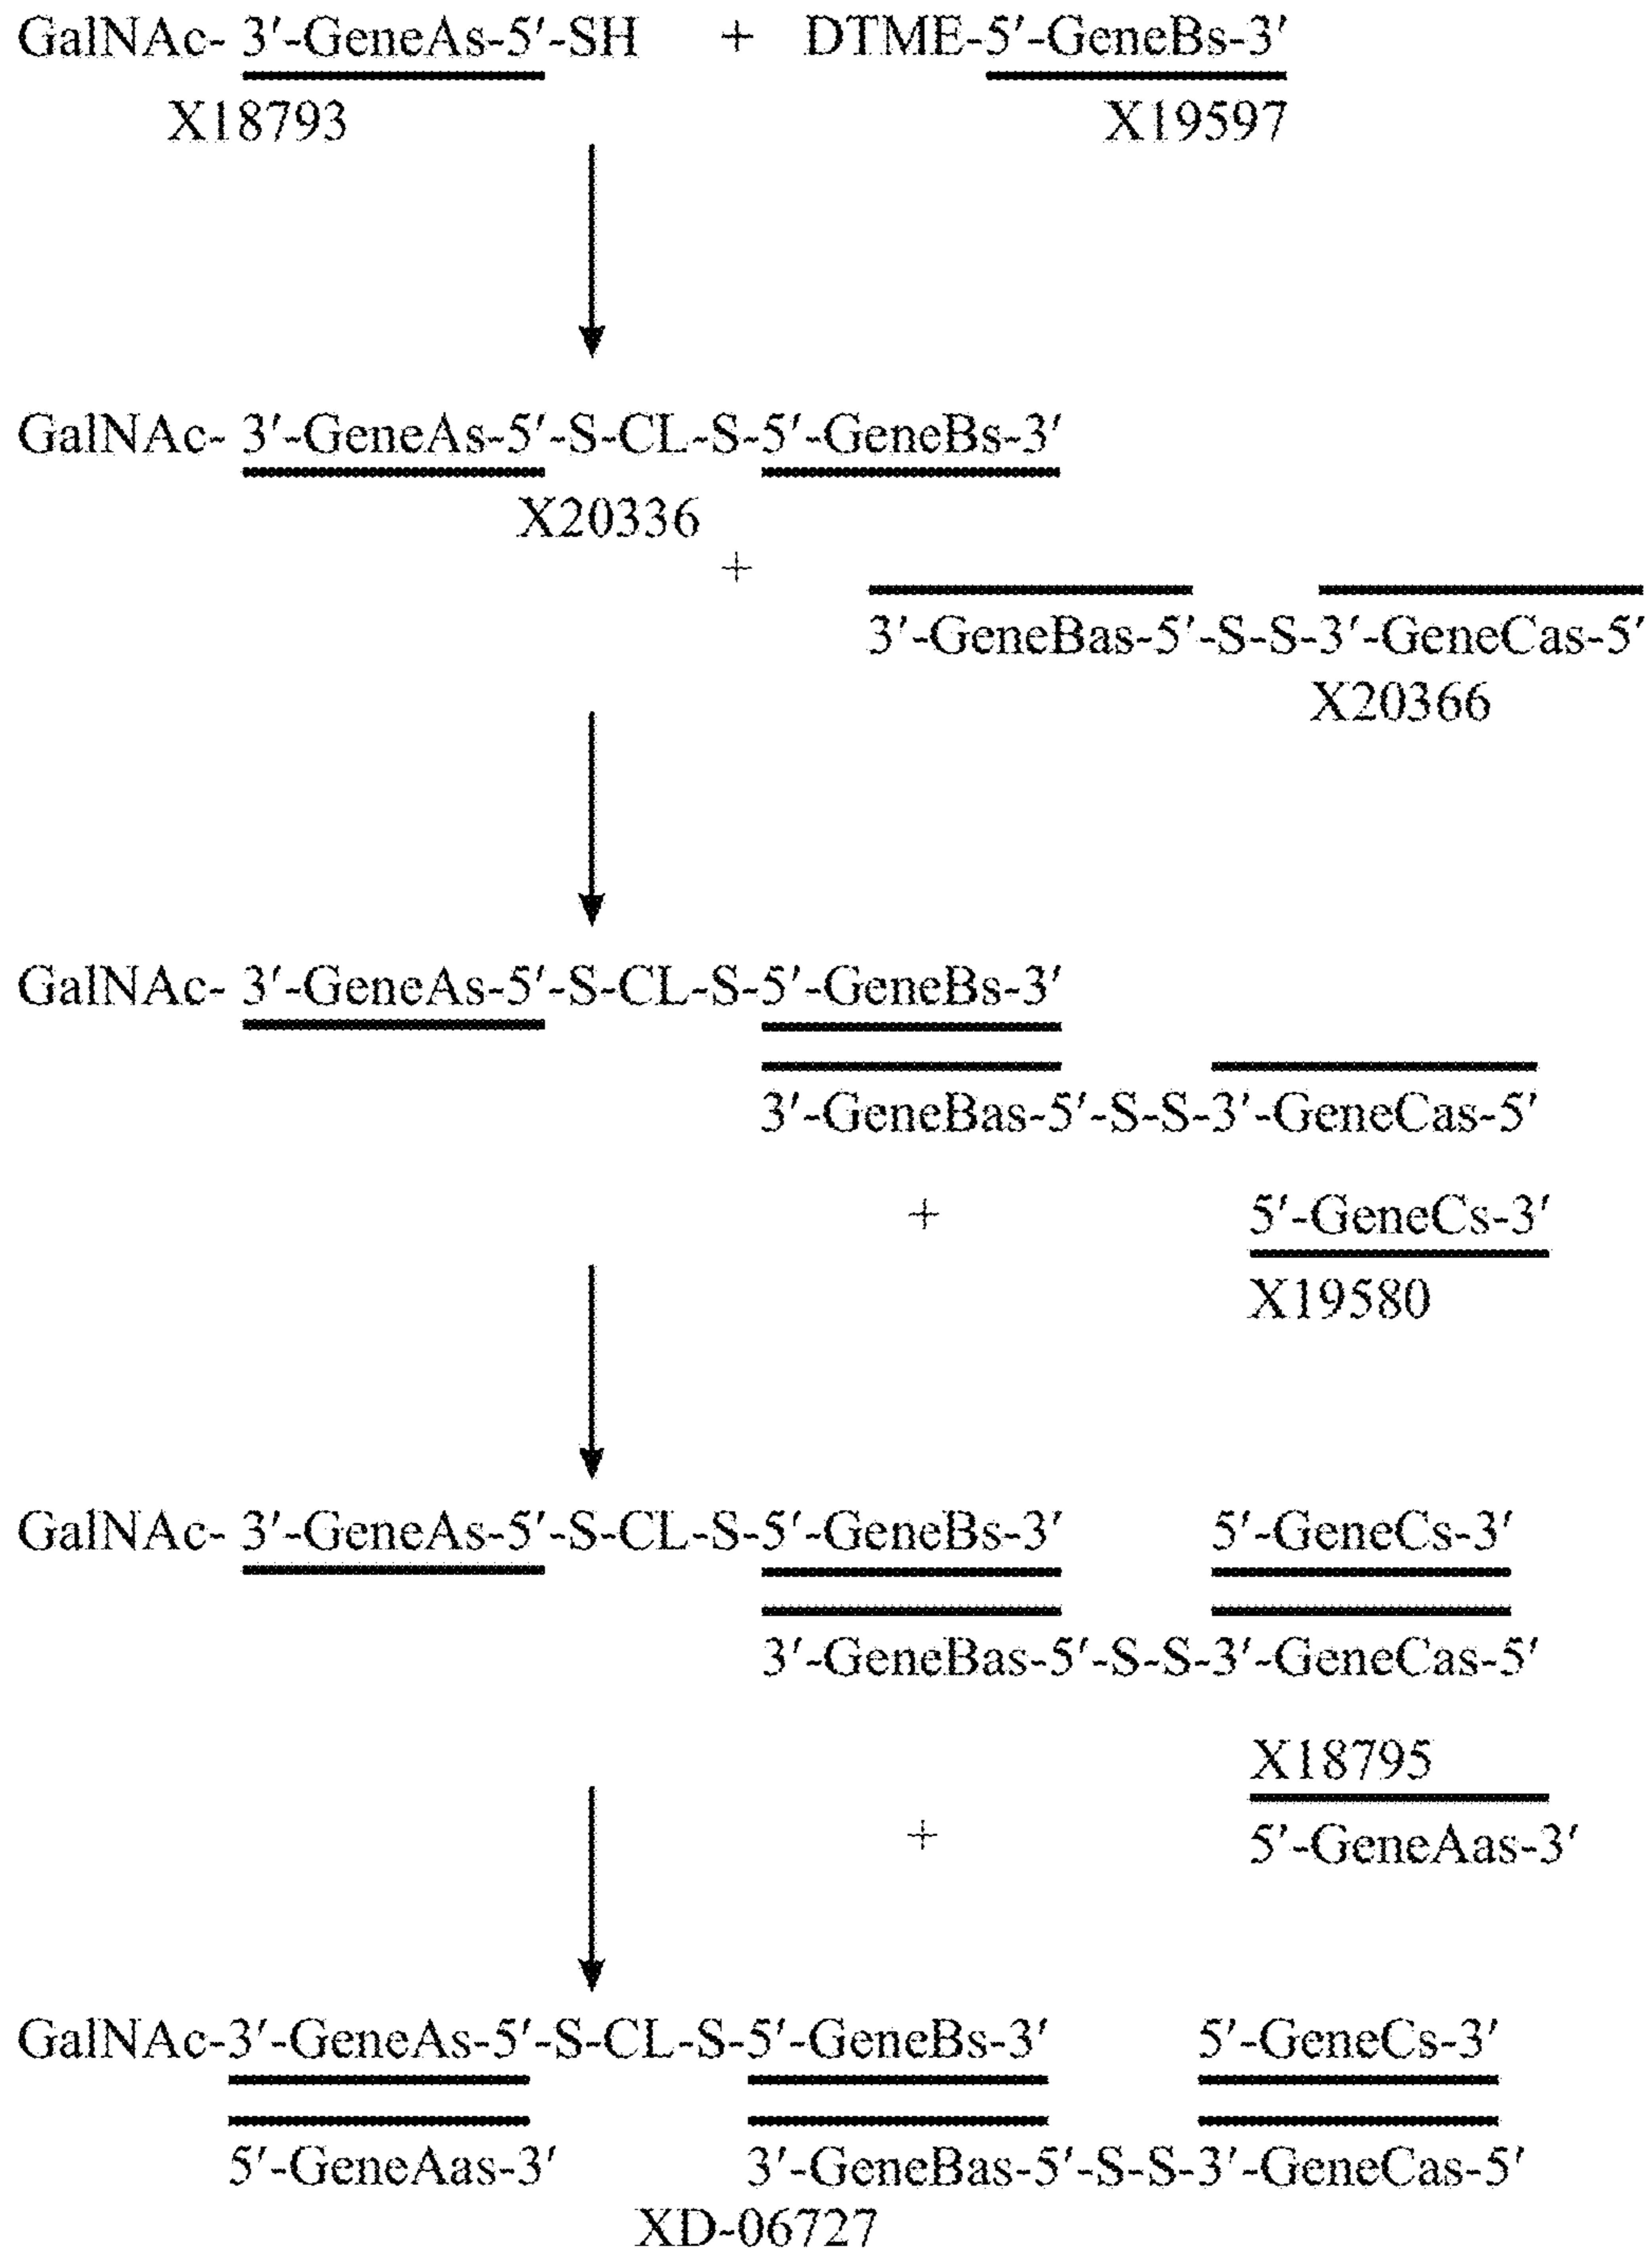 GalNAc- 3′-GeneAs-5′-SH + DTME-5′-GeneBs-3′
X18793 X19597
GalNAc- 3′-GeneAs-5′-S-CL-S-5′-GeneBs-3′
X20336
+
3′-GeneBas-5′-S-S-3′-GeneCas-5′
X20366
GalNAc- 3′-GeneAs-5′-S-CL-S-5′-GeneBs-3′
3′-GeneBas-5′-S-S-3′-GeneCas-5′
+ 5′-GeneCs-3′
X19580
GalNAc- 3′-GeneAs-5′-S-CL-S-5′-GeneBs-3′ 5′-GeneCs-3′
3′-GeneBas-5′-S-S-3′-GeneCas-5′
X18795
+ 5′-GeneAas-3′
GalNAc-3′-GeneAs-5′-S-CL-S-5′-GeneBs-3′ 5′-GeneCs-3′
5′-GeneAas-3′ 3′-GeneBas-5′-S-S-3′-GeneCas-5′
XD-06727